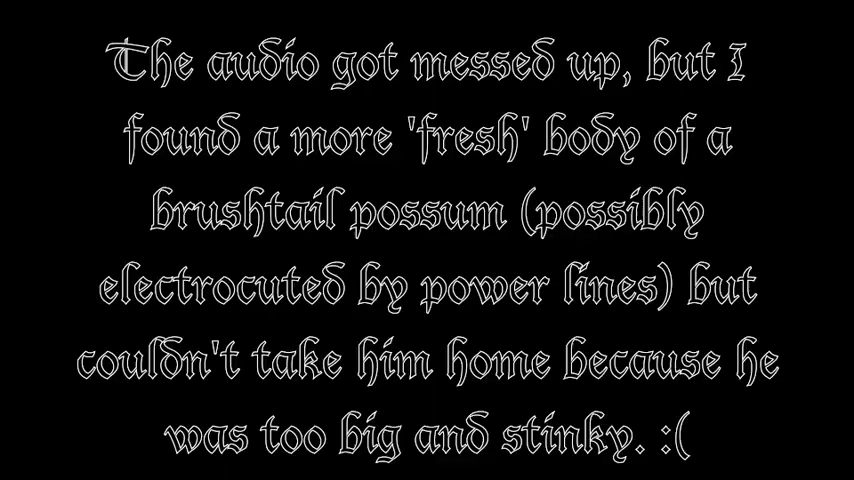 The audio got messed up, but I
found a more 'fresh' body of a
brushtail possum (possibly
electrocuted by power lines) but
couldn't take him home because he
was too big and stinky. :(